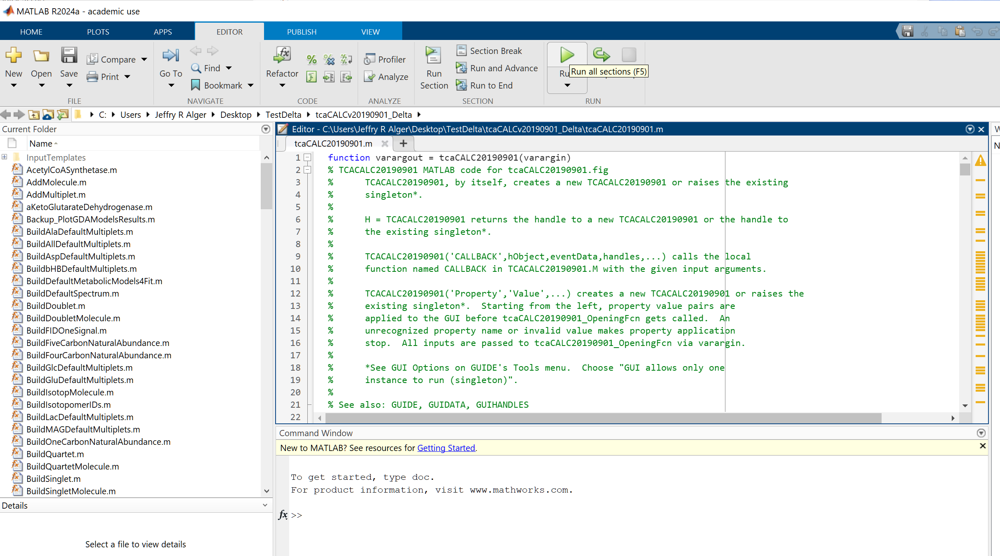 MATLAB R2024a - academic use
HOME PLOTS APPS EDITOR PUBLISH VIEW
New Open Save Compare Print
FILE
Go To Find Bookmark
NAVIGATE
Refactor
CODE
Profiler
Analyze
ANALYZE
Run Section
Section Break
Run and Advance
Run to End
SECTION
Run all sections (F5)
RUN
C: Users Jeffry R Alger Desktop TestDelta tcaCALCv20190901_Delta
Current Folder
Name
InputTemplates
AcetylCoASynthetase.m
AddMolecule.m
AddMultiplet.m
aKetoGlutarateDehydrogenase.m
Backup_PlotGDAModelsResults.m
BuildAlaDefaultMultiplets.m
BuildAllDefaultMultiplets.m
BuildAspDefaultMultiplets.m
BuildbHBDefaultMultiplets.m
BuildDefaultMetabolicModels4Fit.m
BuildDefaultSpectrum.m
BuildDoublet.m
BuildDoubletMolecule.m
BuildFIDOneSignal.m
BuildFiveCarbonNaturalAbundance.m
BuildFourCarbonNaturalAbundance.m
BuildGlcDefaultMultiplets.m
BuildGluDefaultMultiplets.m
BuildIsotopMolecule.m
BuildIsotopomerIDs.m
BuildLacDefaultMultiplets.m
BuildMAGDefaultMultiplets.m
BuildOneCarbonNaturalAbundance.m
BuildQuartet.m
BuildQuartetMolecule.m
BuildSinglet.m
BuildSingletMolecule.m
Details
Select a file to view details
Editor - C:\Users\Jeffry R Alger\Desktop\TestDelta\tcaCALCv20190901_Delta\tcaCALC20190901.m
tcaCALC20190901.m
1 function varargout = tcaCALC20190901(varargin)
2 % TCACALC20190901 MATLAB code for tcaCALC20190901.fig
3 % TCACALC20190901, by itself, creates a new TCACALC20190901 or raises the existing
4 % singleton*.
5 %
6 % H = TCACALC20190901 returns the handle to a new TCACALC20190901 or the handle to
7 % the existing singleton*.
8 %
9 % TCACALC20190901('CALLBACK',hObject,eventData,handles,...) calls the local
10 % function named CALLBACK in TCACALC20190901.M with the given input arguments.
11 %
12 % TCACALC20190901('Property','Value',...) creates a new TCACALC20190901 or raises the
13 % existing singleton*. Starting from the left, property value pairs are
14 % applied to the GUI before tcaCALC20190901_OpeningFcn gets called. An
15 % unrecognized property name or invalid value makes property application
16 % stop. All inputs are passed to tcaCALC20190901_OpeningFcn via varargin.
17 %
18 % *See GUI Options on GUIDE's Tools menu. Choose "GUI allows only one
19 % instance to run (singleton)".
20 %
21 % See also: GUIDE, GUIDATA, GUIHANDLES
22
Command Window
New to MATLAB? See resources for Getting Started.
To get started, type doc.
For product information, visit www.mathworks.com.
fx >>